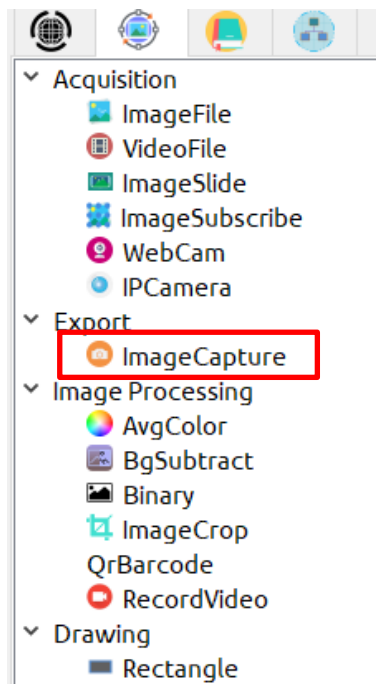 Acquisition
ImageFile
VideoFile
ImageSlide
ImageSubscribe
WebCam
IPCamera
Export
ImageCapture
Image Processing
AvgColor
BgSubtract
Binary
ImageCrop
QrBarcode
RecordVideo
Drawing
Rectangle